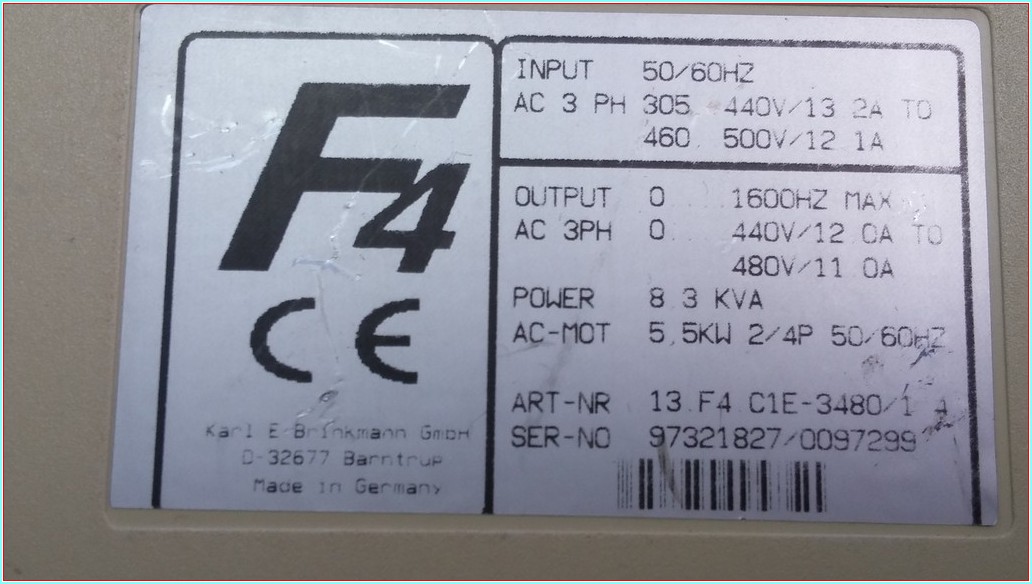 F4
CE
Karl E Brinkmann GmbH
D-32677 Barntrup
Made in Germany
INPUT 50/60HZ
AC 3 PH 305 440V/13 2A TO
460 500V/12 1A
OUTPUT 0 .... 1600HZ MAX
AC 3PH 0 .... 440V/12 0A TO
480V/11 0A
POWER 8.3 KVA
AC-MOT 5,5KW 2/4P 50/60HZ
ART-NR 13.F4.C1E-3480/1 A
SER-NO 97321827/0097299